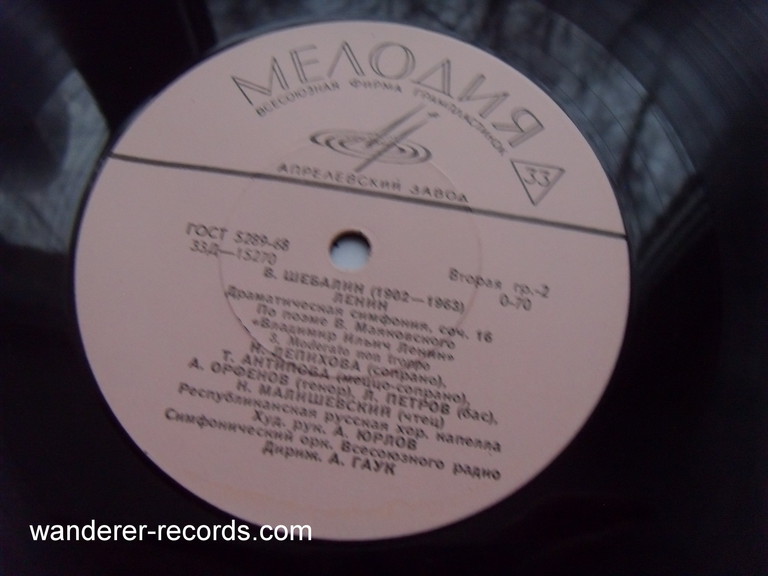 МЕЛОДИЯ
ВСЕСОЮЗНАЯ ФИРМА ГРАМПЛАСТИНОК
33
АПРЕЛЕВСКИЙ ЗАВОД
ГОСТ 5289-68
33Д—15270
Вторая гр.-2
0-70
В. ШЕБАЛИН (1902—1963)
ЛЕНИН
Драматическая симфония, соч. 16
По поэме В. Маяковского
«Владимир Ильич Ленин»
3. Moderato non troppo
Н. ЛЕПИХОВА (сопрано),
Т. АНТИПОВА (меццо-сопрано),
А. ОРФЕНОВ (тенор), Л. ПЕТРОВ (бас),
Н. МАЛИШЕВСКИЙ (чтец)
Республиканская русская хор. капелла
Худ. рук. А. ЮРЛОВ
Симфонический орк. Всесоюзного радио
Дириж. А. ГАУК
wanderer-records.com